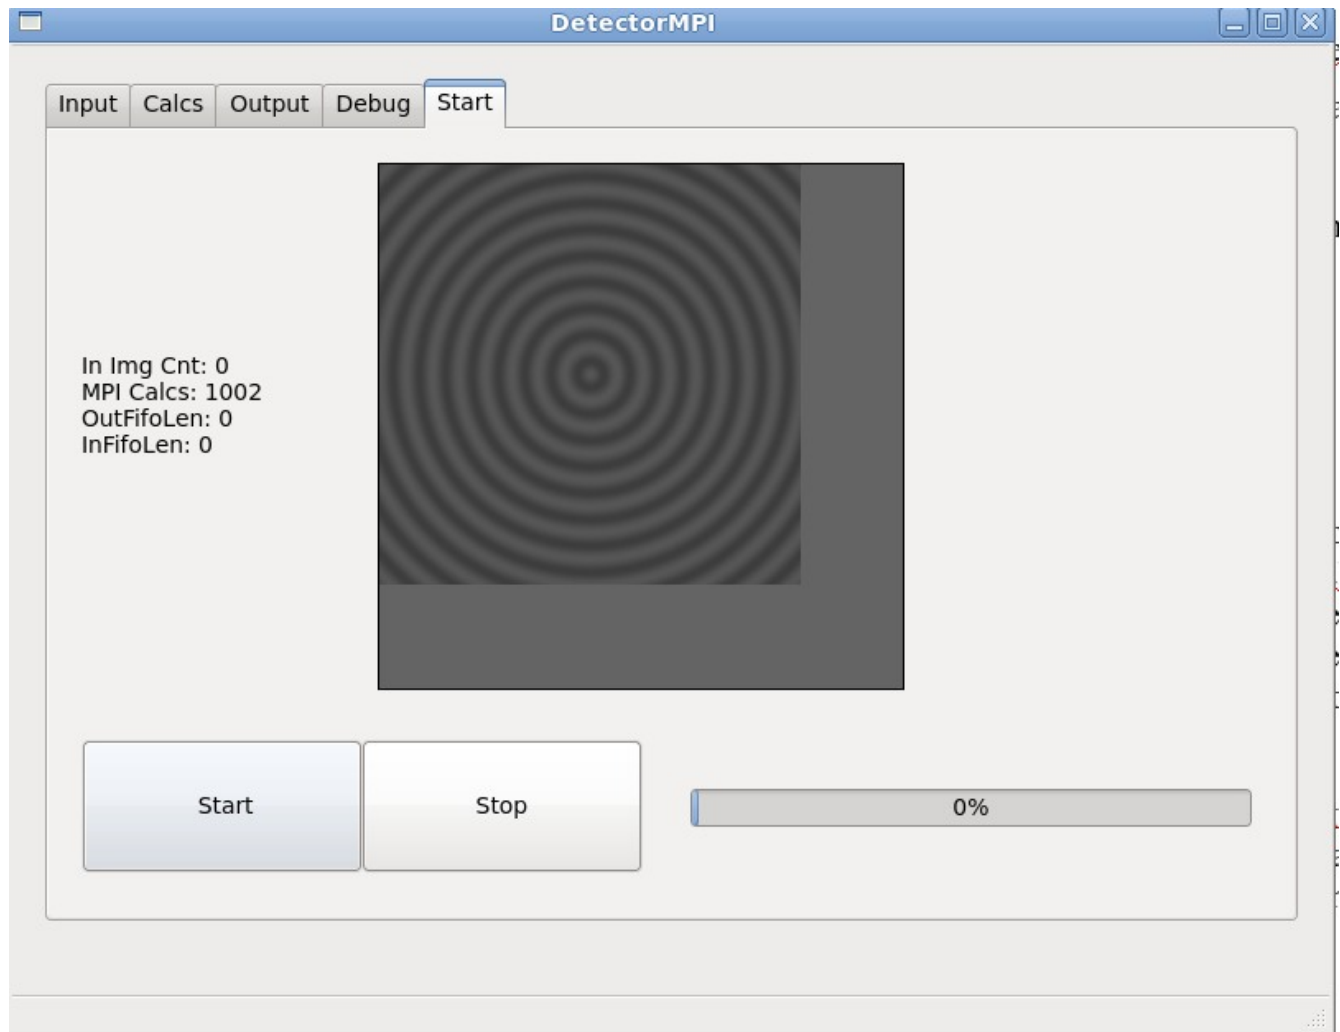 DetectorMPI
Input Calcs Output Debug Start
In Img Cnt: 0
MPI Calcs: 1002
OutFifoLen: 0
InFifoLen: 0
Start Stop 0%